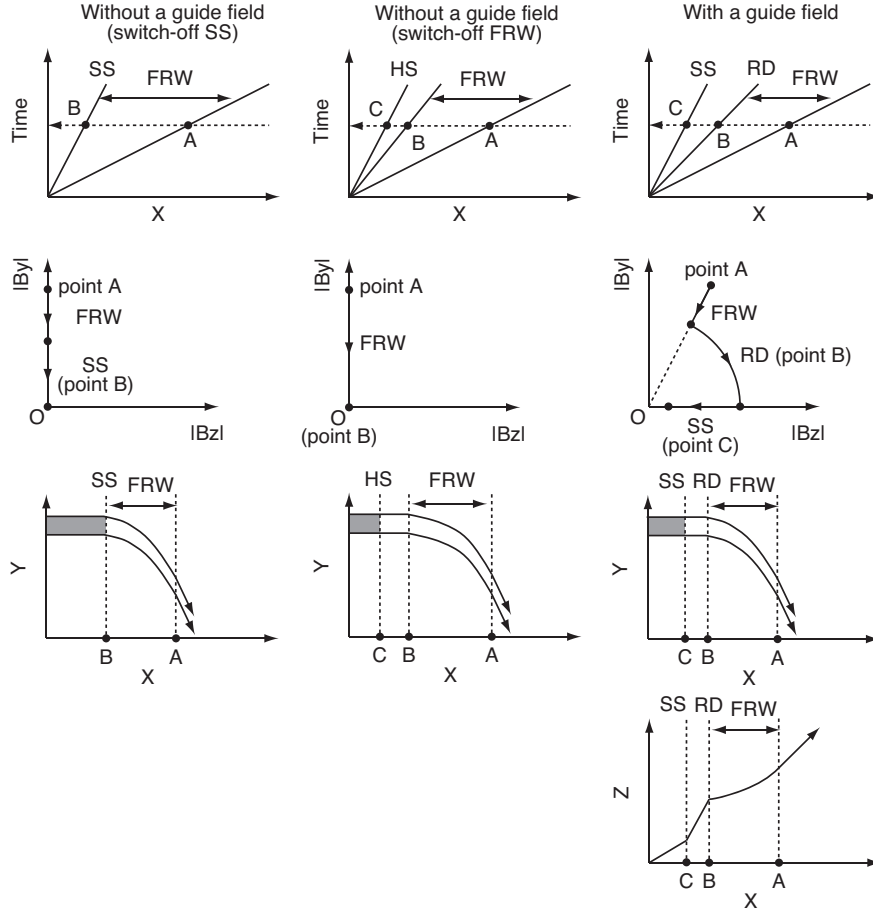 Without a guide field
(switch-off SS)
Without a guide field
(switch-off FRW)
With a guide field
Time
SS
FRW
B
A
X
Time
HS
FRW
C
B
A
X
Time
SS
RD
FRW
C
B
A
X
|By|
point A
FRW
SS
(point B)
O
|Bz|
|By|
point A
FRW
O
(point B)
|Bz|
|By|
point A
FRW
RD (point B)
O
SS
(point C)
|Bz|
SS
FRW
Y
B
A
X
HS
FRW
Y
C
B
A
X
SS
RD
FRW
Y
C
B
A
X
SS
RD
FRW
Z
C
B
A
X